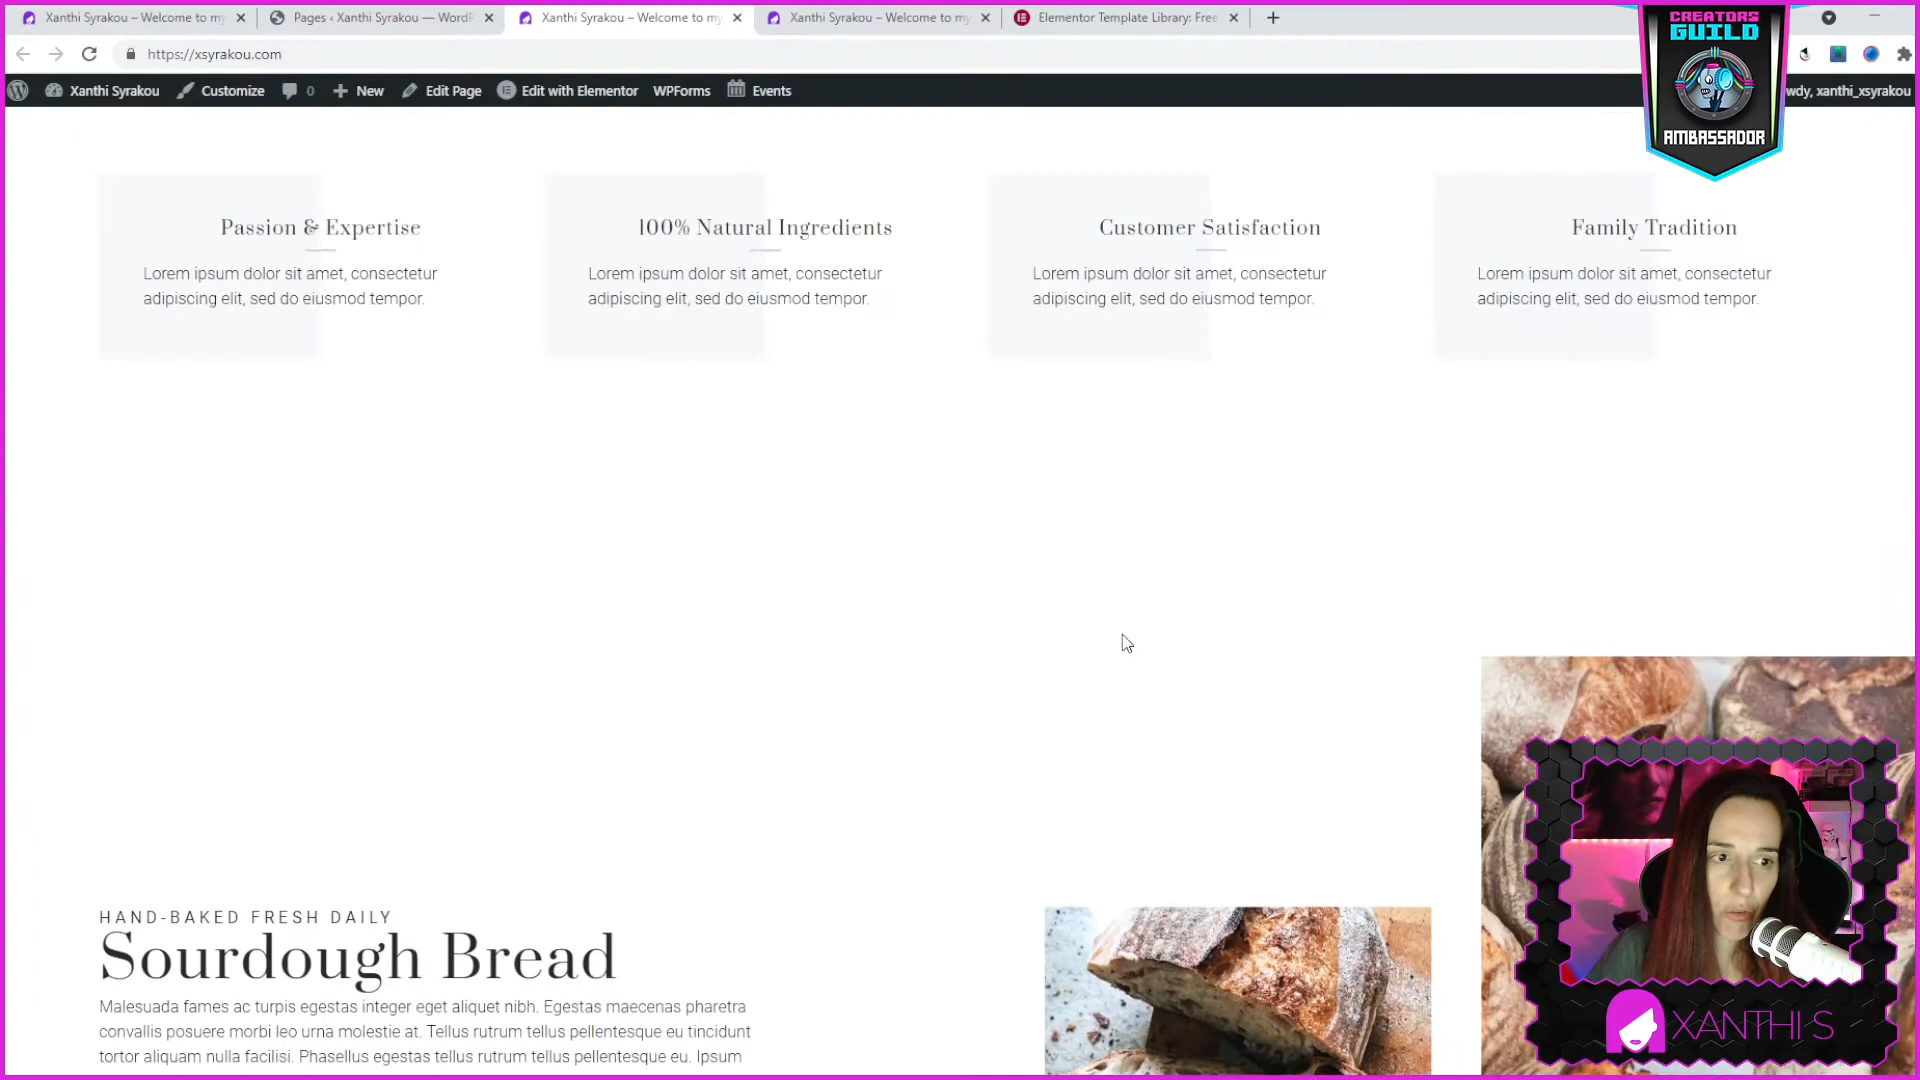 Xanthi Syrakou – Welcome to my
Pages ‹ Xanthi Syrakou — WordP
Xanthi Syrakou – Welcome to my
Xanthi Syrakou – Welcome to my
Elementor Template Library: Free
https://xsyrakou.com
Xanthi Syrakou
Customize
0
New
Edit Page
Edit with Elementor
WPForms
Events
wdy, xanthi_xsyrakou
CREATORS
GUILD
AMBASSADOR
Passion & Expertise
Lorem ipsum dolor sit amet, consectetur
adipiscing elit, sed do eiusmod tempor.
100% Natural Ingredients
Lorem ipsum dolor sit amet, consectetur
adipiscing elit, sed do eiusmod tempor.
Customer Satisfaction
Lorem ipsum dolor sit amet, consectetur
adipiscing elit, sed do eiusmod tempor.
Family Tradition
Lorem ipsum dolor sit amet, consectetur
adipiscing elit, sed do eiusmod tempor.
HAND-BAKED FRESH DAILY
Sourdough Bread
Malesuada fames ac turpis egestas integer eget aliquet nibh. Egestas maecenas pharetra
convallis posuere morbi leo urna molestie at. Tellus rutrum tellus pellentesque eu tincidunt
tortor aliquam nulla facilisi. Phasellus egestas tellus rutrum tellus pellentesque eu. Ipsum
XANTHI S